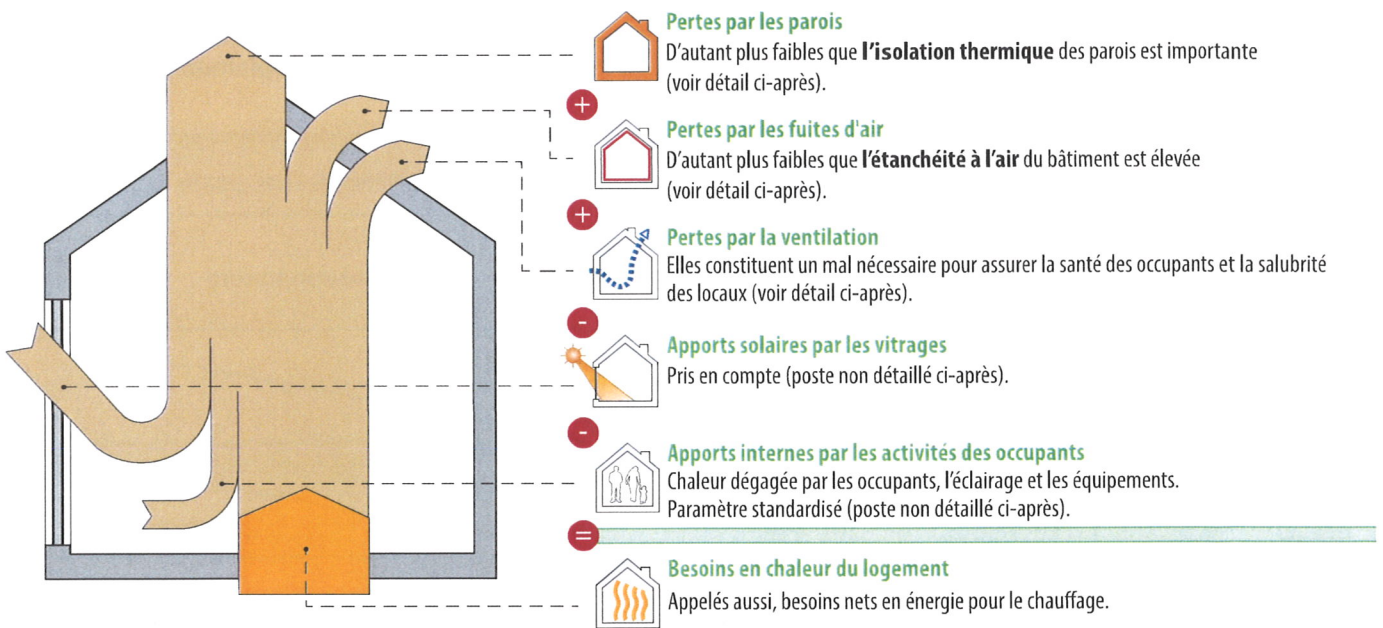 Pertes par les parois
D'autant plus faibles que l'isolation thermique des parois est importante
(voir détail ci-après).
+
Pertes par les fuites d'air
D'autant plus faibles que l'étanchéité à l'air du bâtiment est élevée
(voir détail ci-après).
+
Pertes par la ventilation
Elles constituent un mal nécessaire pour assurer la santé des occupants et la salubrité
des locaux (voir détail ci-après).
-
Apports solaires par les vitrages
Pris en compte (poste non détaillé ci-après).
-
Apports internes par les activités des occupants
Chaleur dégagée par les occupants, l'éclairage et les équipements.
Paramètre standardisé (poste non détaillé ci-après).
=
Besoins en chaleur du logement
Appelés aussi, besoins nets en énergie pour le chauffage.